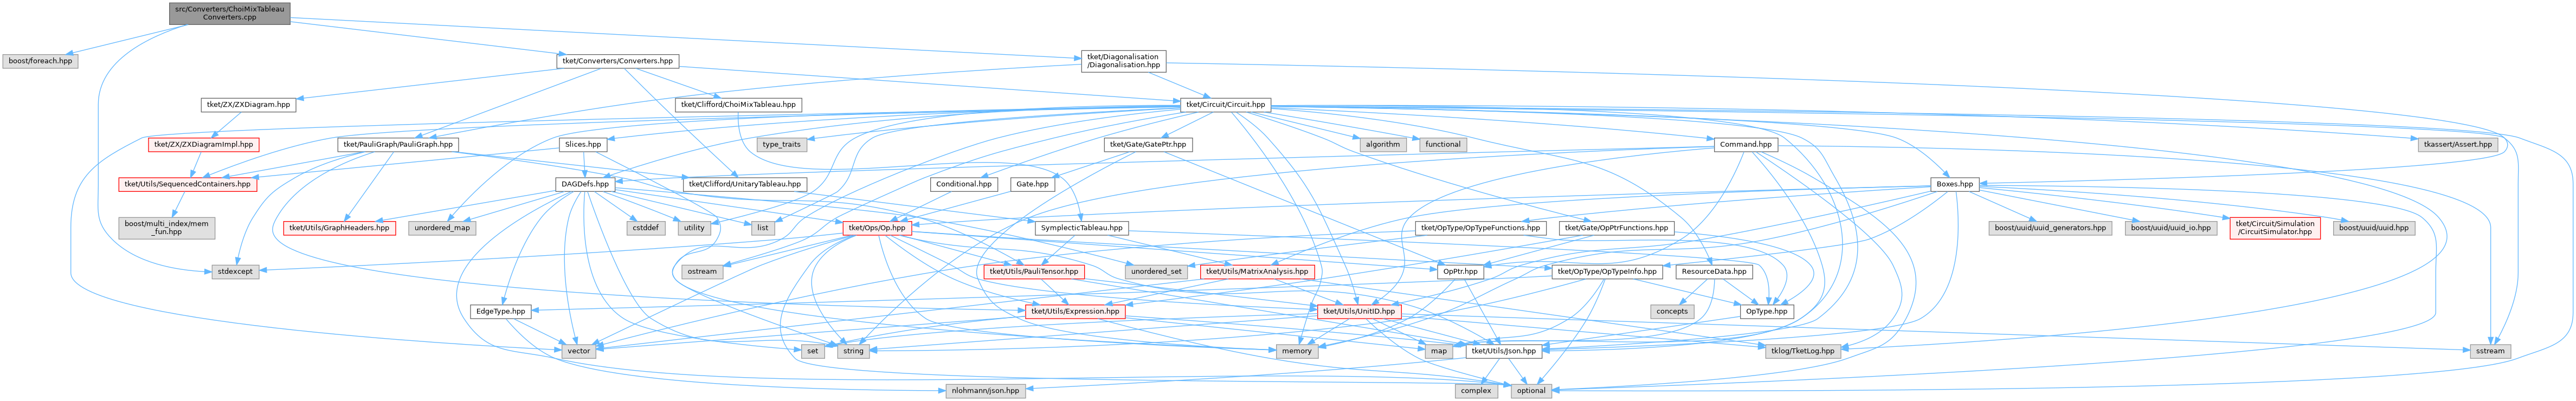 src/Converters/ChoiMixTableau
Converters.cpp
boost/foreach.hpp
tket/Converters/Converters.hpp
tket/Diagonalisation
/Diagonalisation.hpp
tket/ZX/ZXDiagram.hpp
tket/Clifford/ChoiMixTableau.hpp
tket/Circuit/Circuit.hpp
tket/ZX/ZXDiagramImpl.hpp
tket/PauliGraph/PauliGraph.hpp
Slices.hpp
type_traits
tket/Gate/GatePtr.hpp
algorithm
functional
Command.hpp
tkassert/Assert.hpp
tket/Utils/SequencedContainers.hpp
DAGDefs.hpp
tket/Clifford/UnitaryTableau.hpp
Conditional.hpp
Gate.hpp
Boxes.hpp
boost/multi_index/mem
_fun.hpp
tket/Utils/GraphHeaders.hpp
unordered_map
cstddef
utility
list
tket/Ops/Op.hpp
SymplecticTableau.hpp
tket/OpType/OpTypeFunctions.hpp
tket/Gate/OpPtrFunctions.hpp
boost/uuid/uuid_generators.hpp
boost/uuid/uuid_io.hpp
tket/Circuit/Simulation
/CircuitSimulator.hpp
boost/uuid/uuid.hpp
stdexcept
ostream
tket/Utils/PauliTensor.hpp
unordered_set
tket/Utils/MatrixAnalysis.hpp
OpPtr.hpp
tket/OpType/OpTypeInfo.hpp
ResourceData.hpp
EdgeType.hpp
tket/Utils/Expression.hpp
tket/Utils/UnitID.hpp
concepts
OpType.hpp
vector
set
string
memory
map
tket/Utils/Json.hpp
tklog/TketLog.hpp
sstream
nlohmann/json.hpp
complex
optional